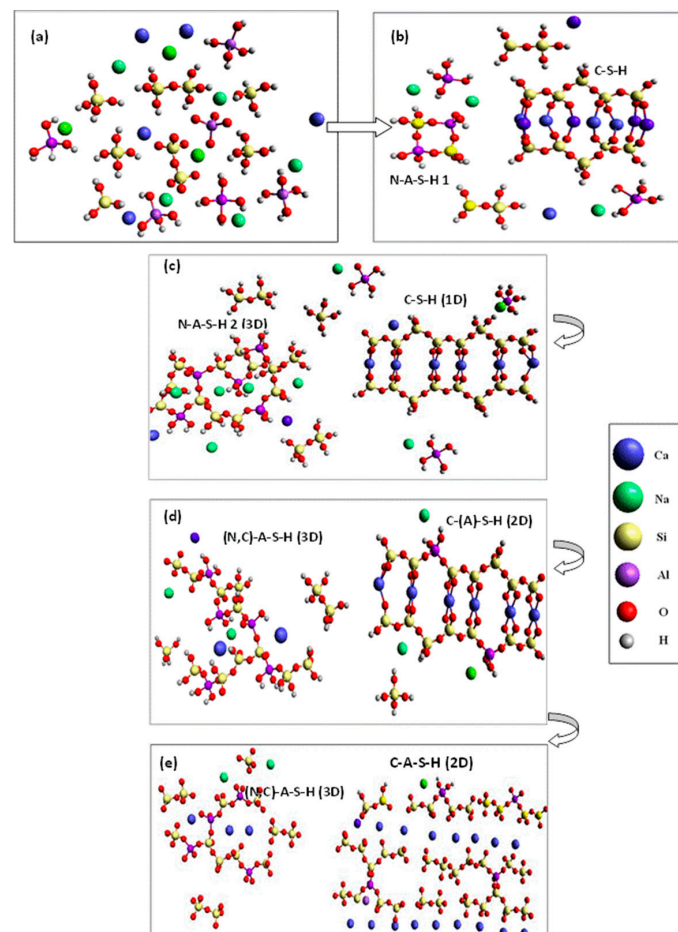 (a)
(b)
C-S-H
N-A-S-H 1
(c)
C-S-H (1D)
N-A-S-H 2 (3D)
(d)
C-(A)-S-H (2D)
(N,C)-A-S-H (3D)
Ca
Na
Si
Al
O
H
(e)
C-A-S-H (2D)
(N,C)-A-S-H (3D)